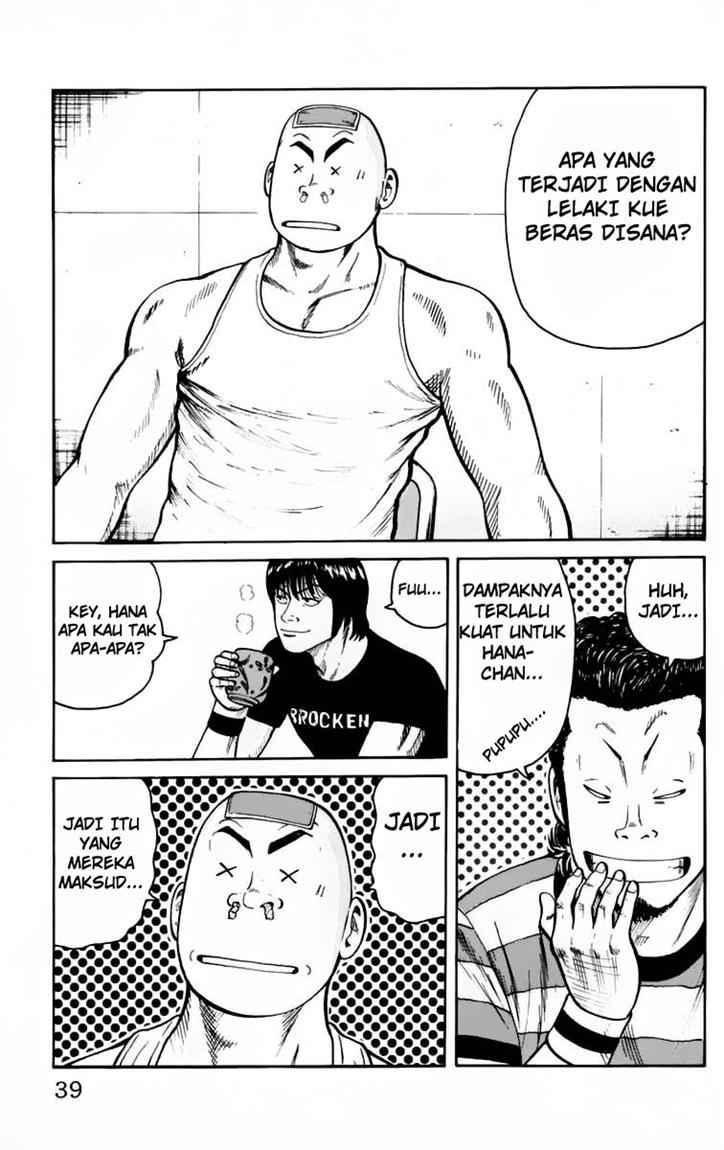 APA YANG
TERJADI DENGAN
LELAKI KUE
BERAS DISANA?
FUU...
KEY, HANA
APA KAU TAK
APA-APA?
BROCKEN
HUH,
JADI...
DAMPAKNYA
TERLALU
KUAT UNTUK
HANA-
CHAN...
PUPUPU....
JADI
...
JADI ITU
YANG
MEREKA
MAKSUD...
39